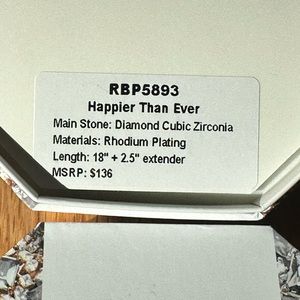 RBP5893
Happier Than Ever
Main Stone: Diamond Cubic Zirconia
Materials: Rhodium Plating
Length: 18" + 2.5" extender
MSRP: $136